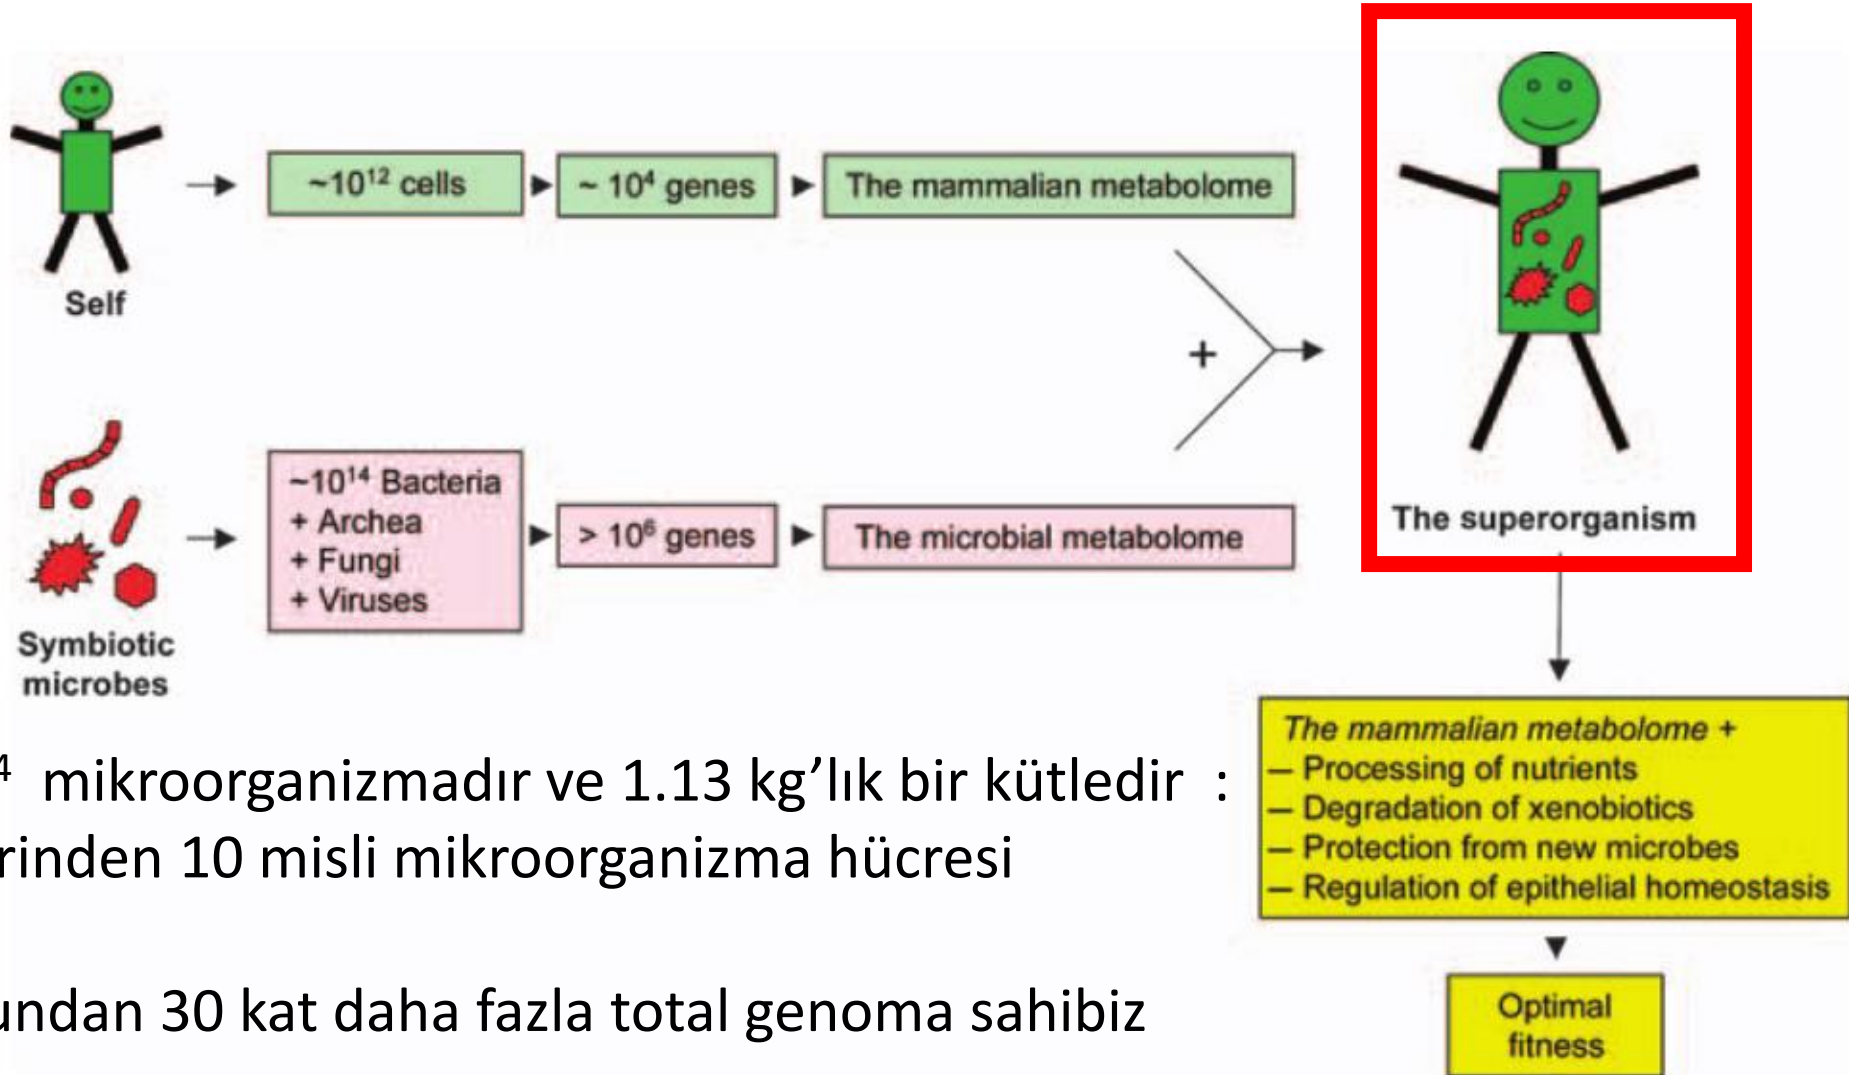 ~10¹² cells
~ 10⁴ genes
The mammalian metabolome
Self
+
~10¹⁴ Bacteria
+ Archea
+ Fungi
+ Viruses
> 10⁶ genes
The microbial metabolome
Symbiotic
microbes
The superorganism
The mammalian metabolome +
– Processing of nutrients
– Degradation of xenobiotics
– Protection from new microbes
– Regulation of epithelial homeostasis
Optimal
fitness
⁴ mikroorganizmadır ve 1.13 kg’lık bir kütledir :
rinden 10 misli mikroorganizma hücresi
undan 30 kat daha fazla total genoma sahibiz